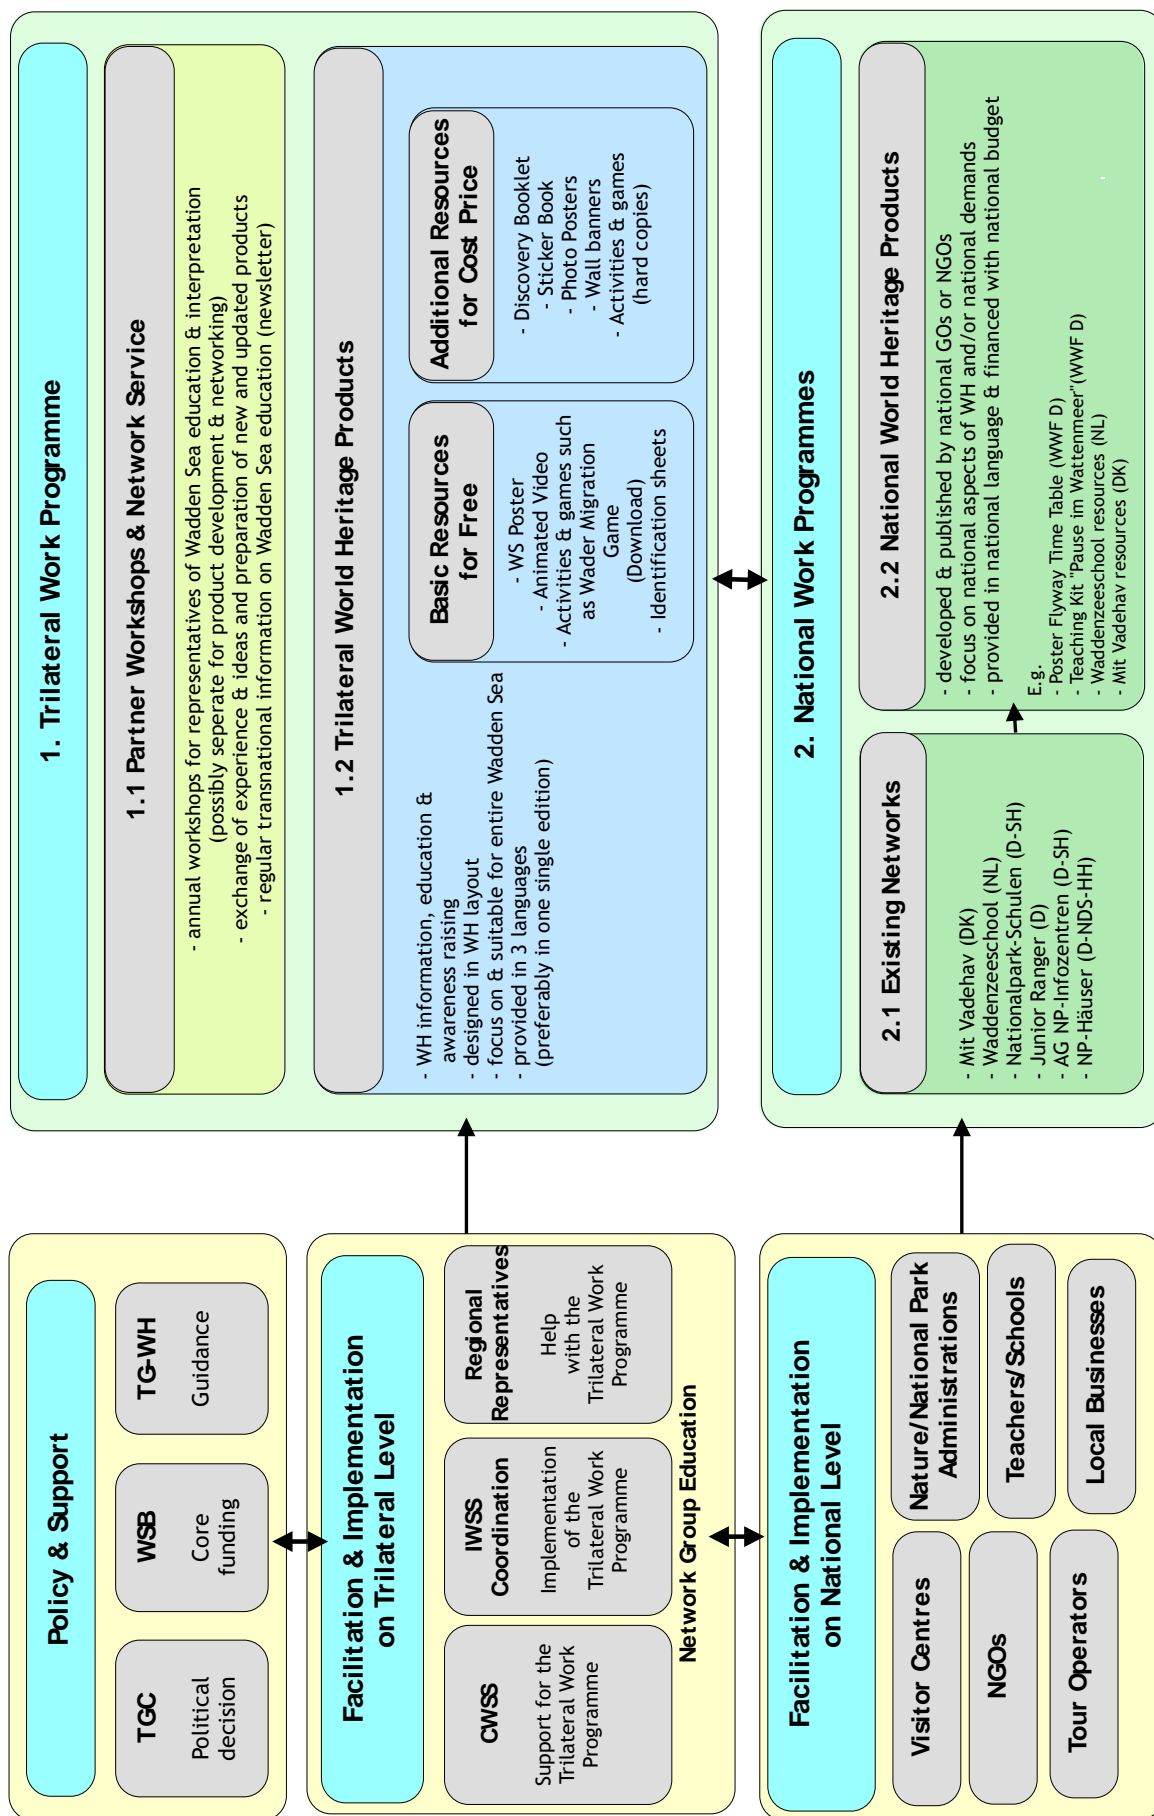 Policy & Support
TGC
Political
decision
WSB
Core
funding
TG-WH
Guidance
Facilitation & Implementation
on Trilateral Level
CWSS
Support for the
Trilateral Work
Programme
IWSS
Coordination
Implementation
of the
Trilateral Work
Programme
Regional
Representatives
Help
with the
Trilateral Work
Programme
Network Group Education
Facilitation & Implementation
on National Level
Visitor Centres
Nature/National Park
Administrations
NGOs
Teachers/Schools
Tour Operators
Local Businesses
1. Trilateral Work Programme
1.1 Partner Workshops & Network Service
- annual workshops for representatives of Wadden Sea education & interpretation
(possibly seperate for product development & networking)
- exchange of experience & ideas and preparation of new and updated products
- regular transnational information on Wadden Sea education (newsletter)
1.2 Trilateral World Heritage Products
- WH information, education &
awareness raising
- designed in WH layout
- focus on & suitable for entire Wadden Sea
- provided in 3 languages
(preferably in one single edition)
Basic Resources
for Free
- WS Poster
- Animated Video
- Activities & games such
as Wader Migration
Game
(Download)
- Identification sheets
Additional Resources
for Cost Price
- Discovery Booklet
- Sticker Book
- Photo Posters
- Wall banners
- Activities & games
(hard copies)
2. National Work Programmes
2.1 Existing Networks
- Mit Vadehav (DK)
- Waddenzeeschool (NL)
- Nationalpark-Schulen (D-SH)
- Junior Ranger (D)
- AG NP-Infozentren (D-SH)
- NP-Häuser (D-NDS-HH)
2.2 National World Heritage Products
- developed & published by national GOs or NGOs
- focus on national aspects of WH and/or national demands
- provided in national language & financed with national budget
E.g.
- Poster Flyway Time Table (WWF D)
- Teaching Kit "Pause im Wattenmeer"(WWF D)
- Waddenzeeschool resources (NL)
- Mit Vadehav resources (DK)